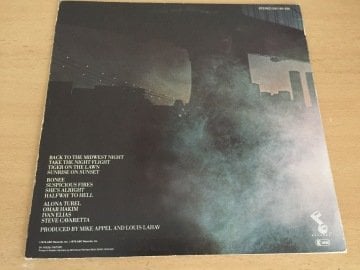 STEREO
BACK TO THE MIDWEST NIGHT
TAKE THE NIGHT FLIGHT
TIGER ON THE LAWN
SUNRISE ON SUNSET
BONEE
SUSPICIOUS FIRES
SHE'S ALRIGHT
HALFWAY TO HELL
ALONA TUREL
OMAR HAKIM
IVAN ELIAS
STEVE CAVARETTA
PRODUCED BY MIKE APPEL AND LOUIS LAHAV